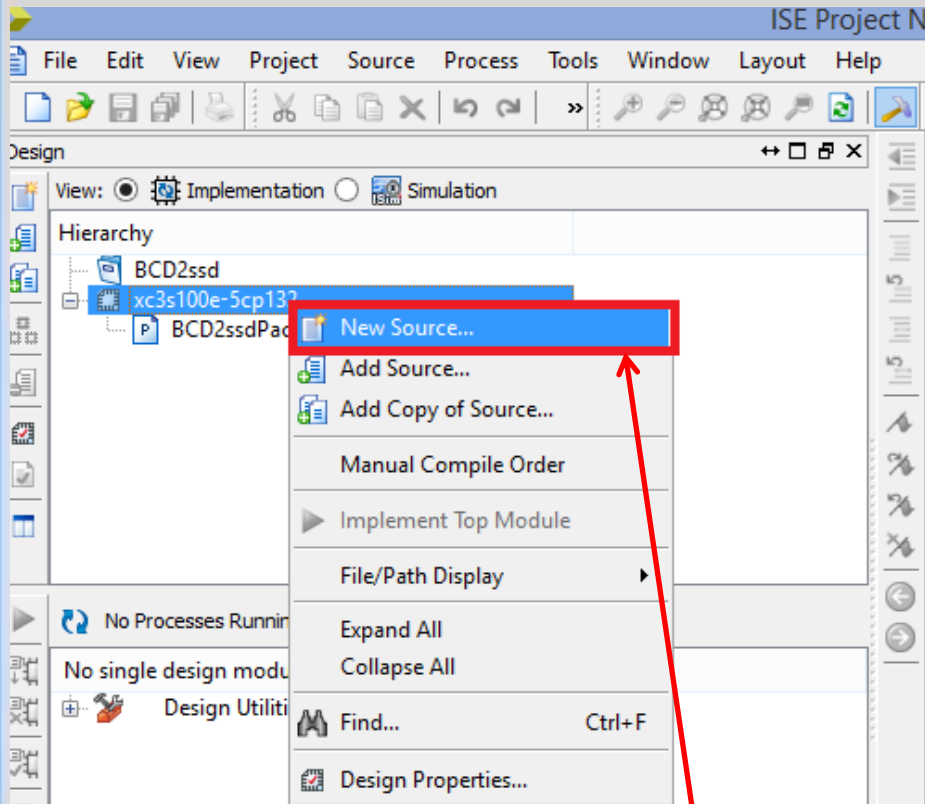 ISE Project N
File Edit View Project Source Process Tools Window Layout Help
»
Design
View: Implementation Simulation
Hierarchy
BCD2ssd
xc3s100e-5cp132
P BCD2ssdPac
New Source...
Add Source...
Add Copy of Source...
Manual Compile Order
Implement Top Module
File/Path Display
No Processes Runnin
Expand All
Collapse All
No single design modu
Design Utiliti
Find... Ctrl+F
Design Properties...